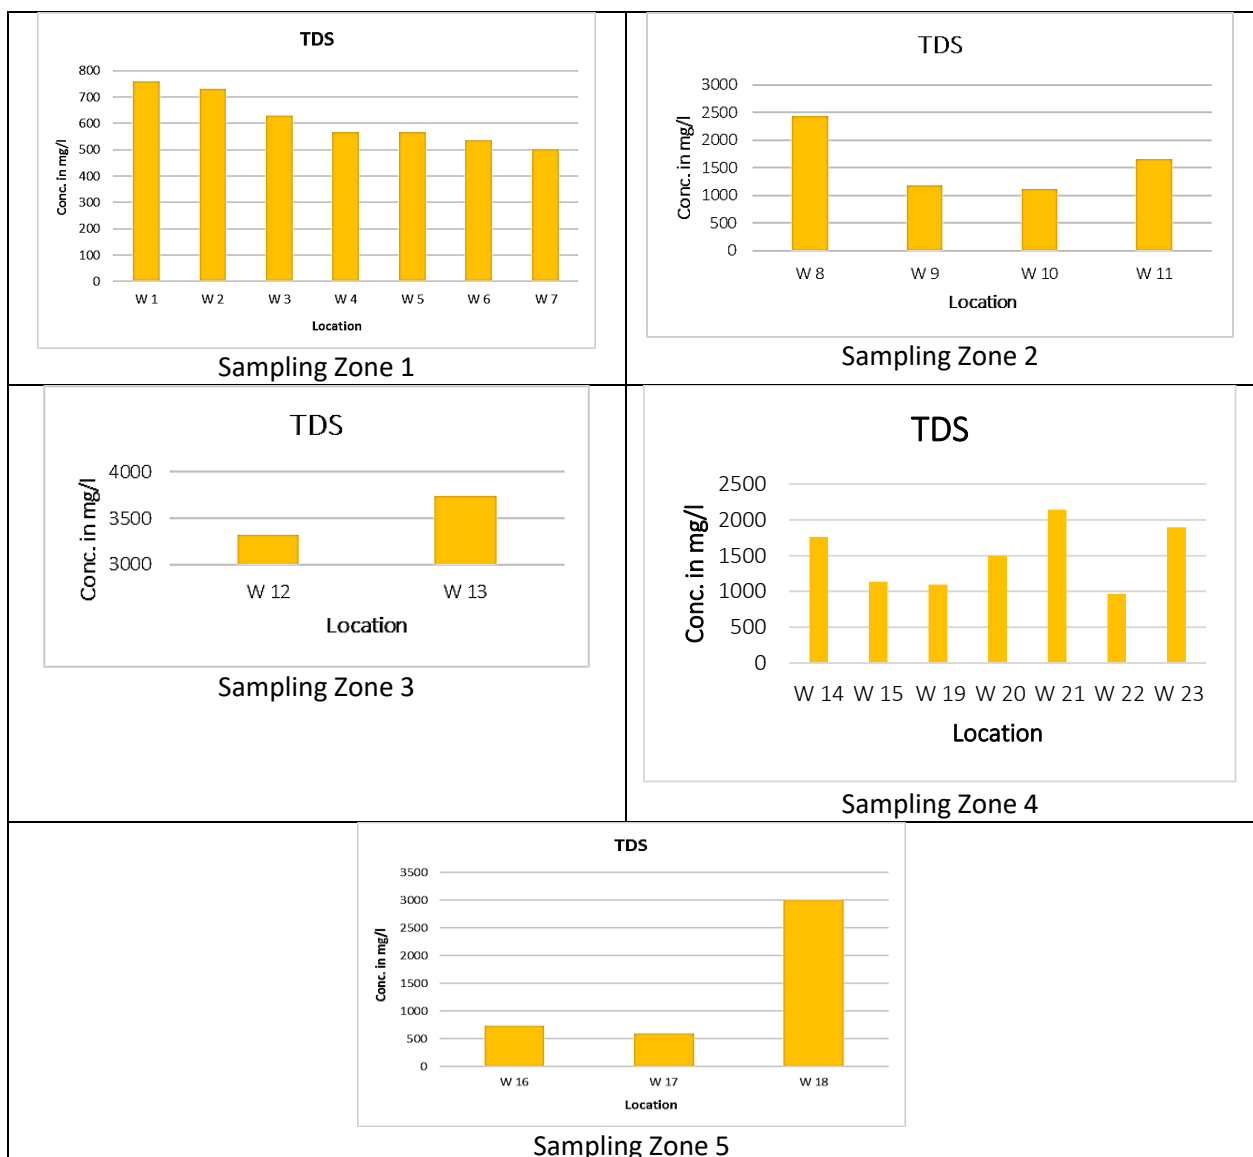 TDS
Conc. in mg/l
800
700
600
500
400
300
200
100
0
W 1 W 2 W 3 W 4 W 5 W 6 W 7
Location
Sampling Zone 1
TDS
Conc. in mg/l
3000
2500
2000
1500
1000
500
0
W 8 W 9 W 10 W 11
Location
Sampling Zone 2
TDS
Conc. in mg/l
4000
3500
3000
W 12 W 13
Location
Sampling Zone 3
TDS
Conc. in mg/l
2500
2000
1500
1000
500
0
W 14 W 15 W 19 W 20 W 21 W 22 W 23
Location
Sampling Zone 4
TDS
Conc. in mg/l
3500
3000
2500
2000
1500
1000
500
0
W 16 W 17 W 18
Location
Sampling Zone 5